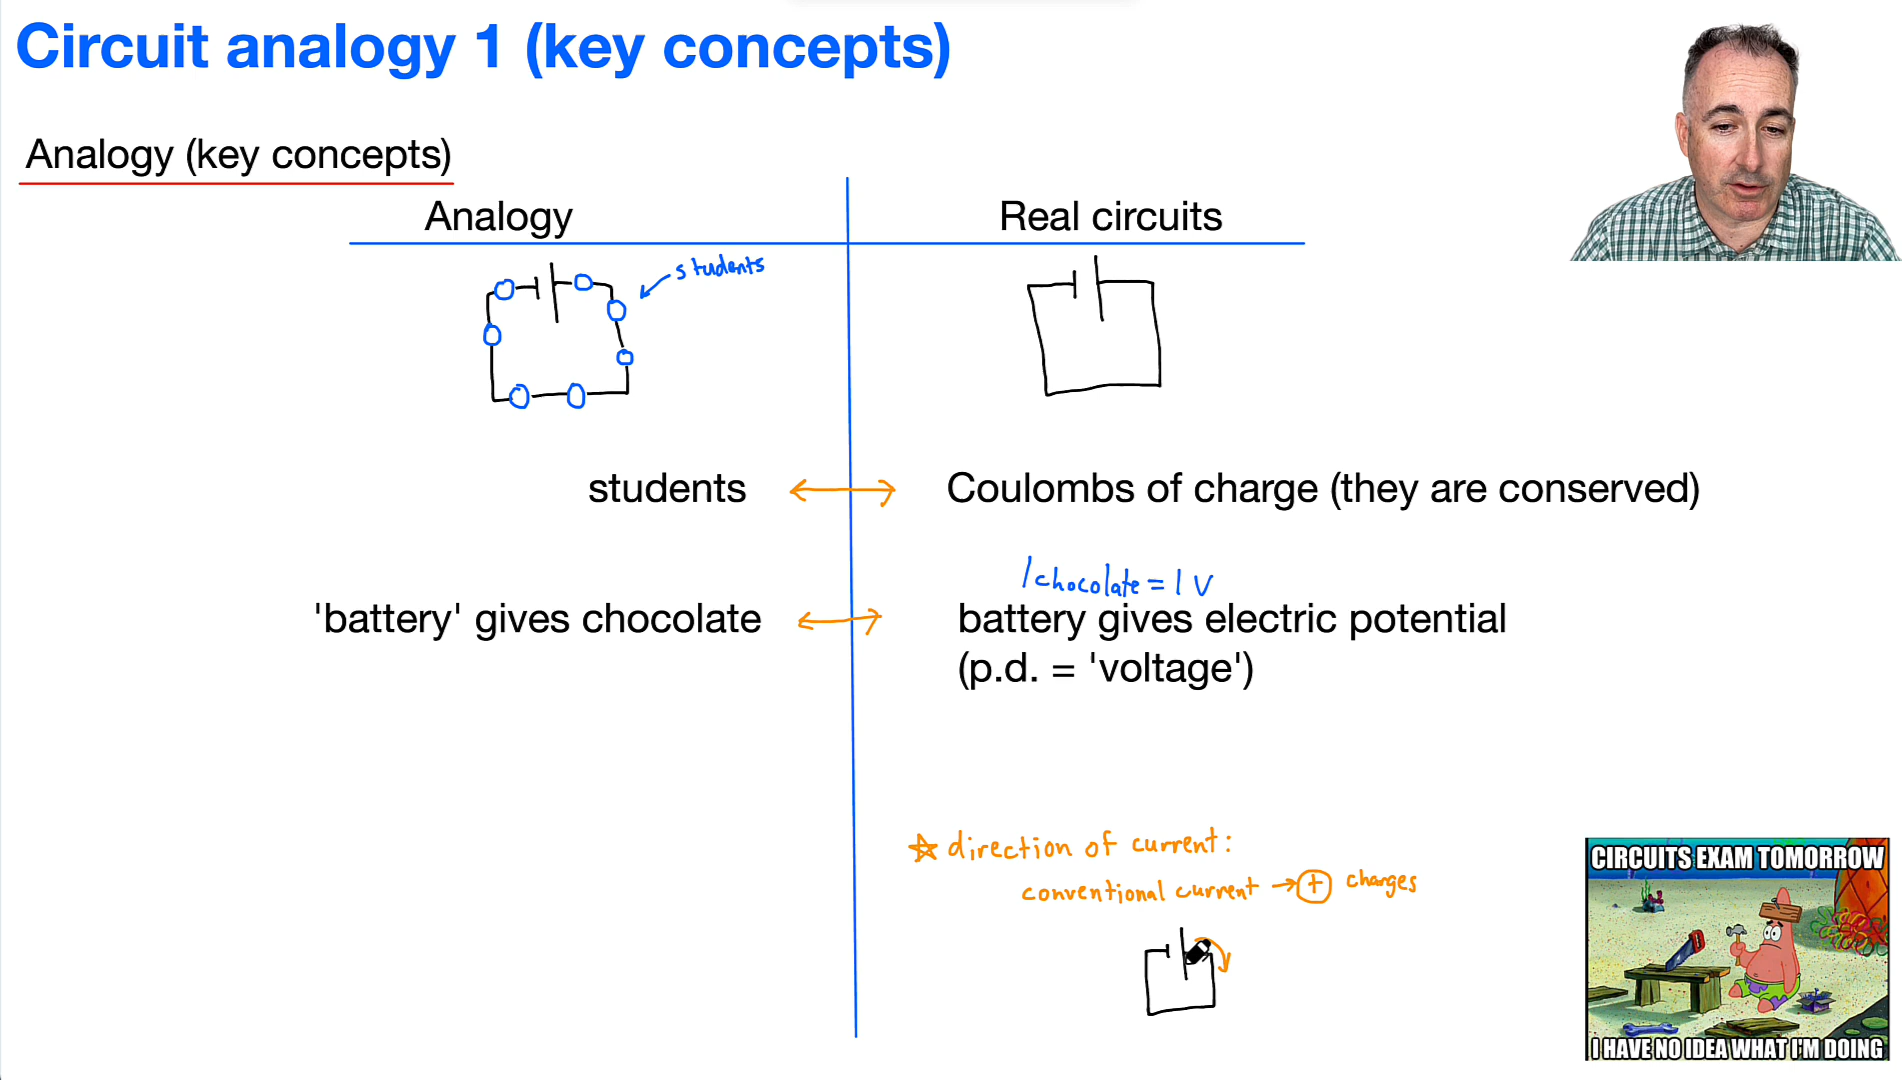 Circuit analogy 1 (key concepts)
Analogy (key concepts)
Analogy
Real circuits
students
students
Coulombs of charge (they are conserved)
1 chocolate = 1 V
'battery' gives chocolate
battery gives electric potential
(p.d. = 'voltage')
☆ direction of current:
conventional current → + charges
CIRCUITS EXAM TOMORROW
I HAVE NO IDEA WHAT I'M DOING